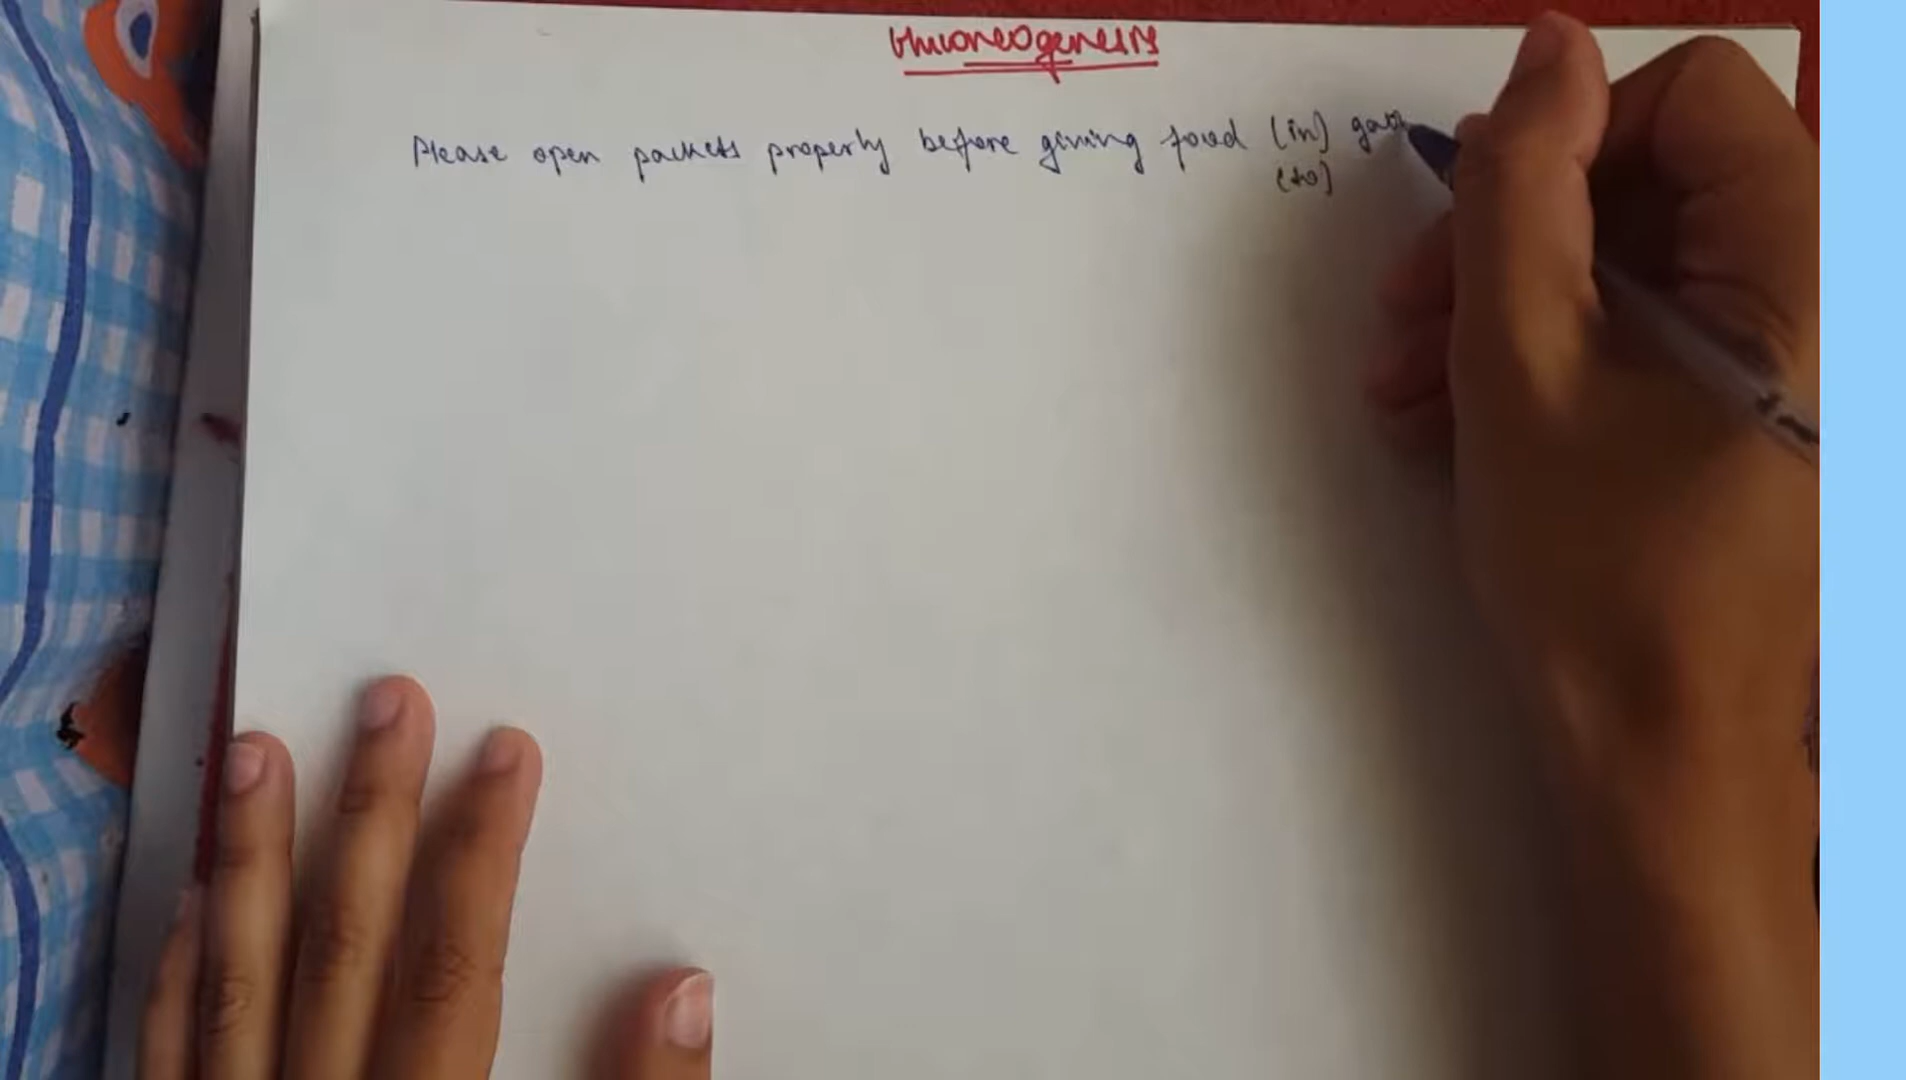 Gluconeogenesis
Please open packets properly before giving food (in)
(to)